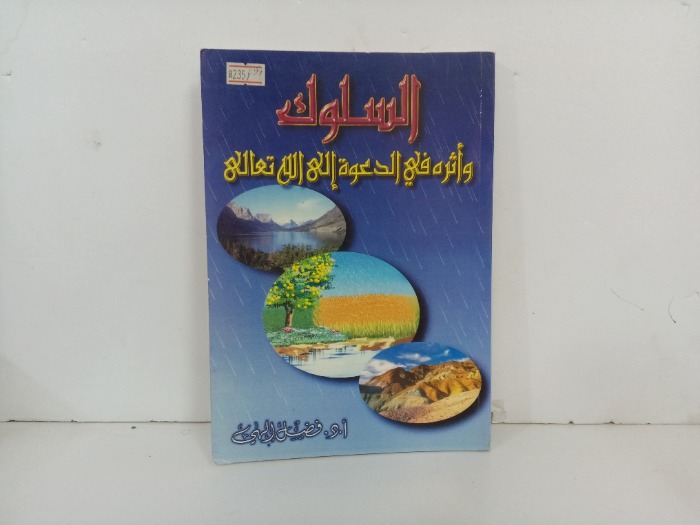 السلوك
وأثره في الدعوة إلى الله تعالى
أ.د. فضل إلهي